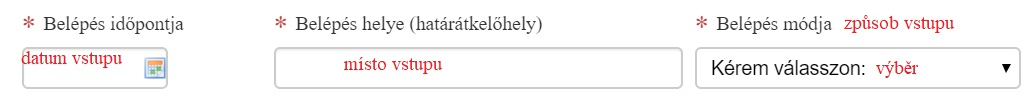 * Belépés időpontja
* Belépés helye (határátkelőhely)
* Belépés módja způsob vstupu
datum vstupu
místo vstupu
Kérem válasszon: výběr